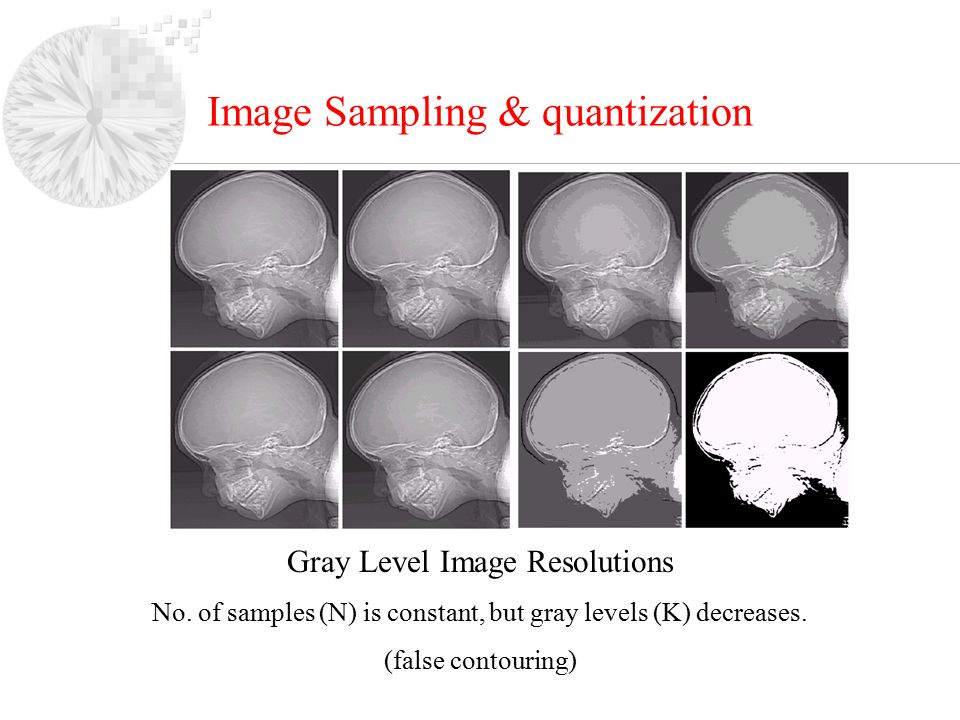 Image Sampling & quantization
Gray Level Image Resolutions
No. of samples (N) is constant, but gray levels (K) decreases.
(false contouring)